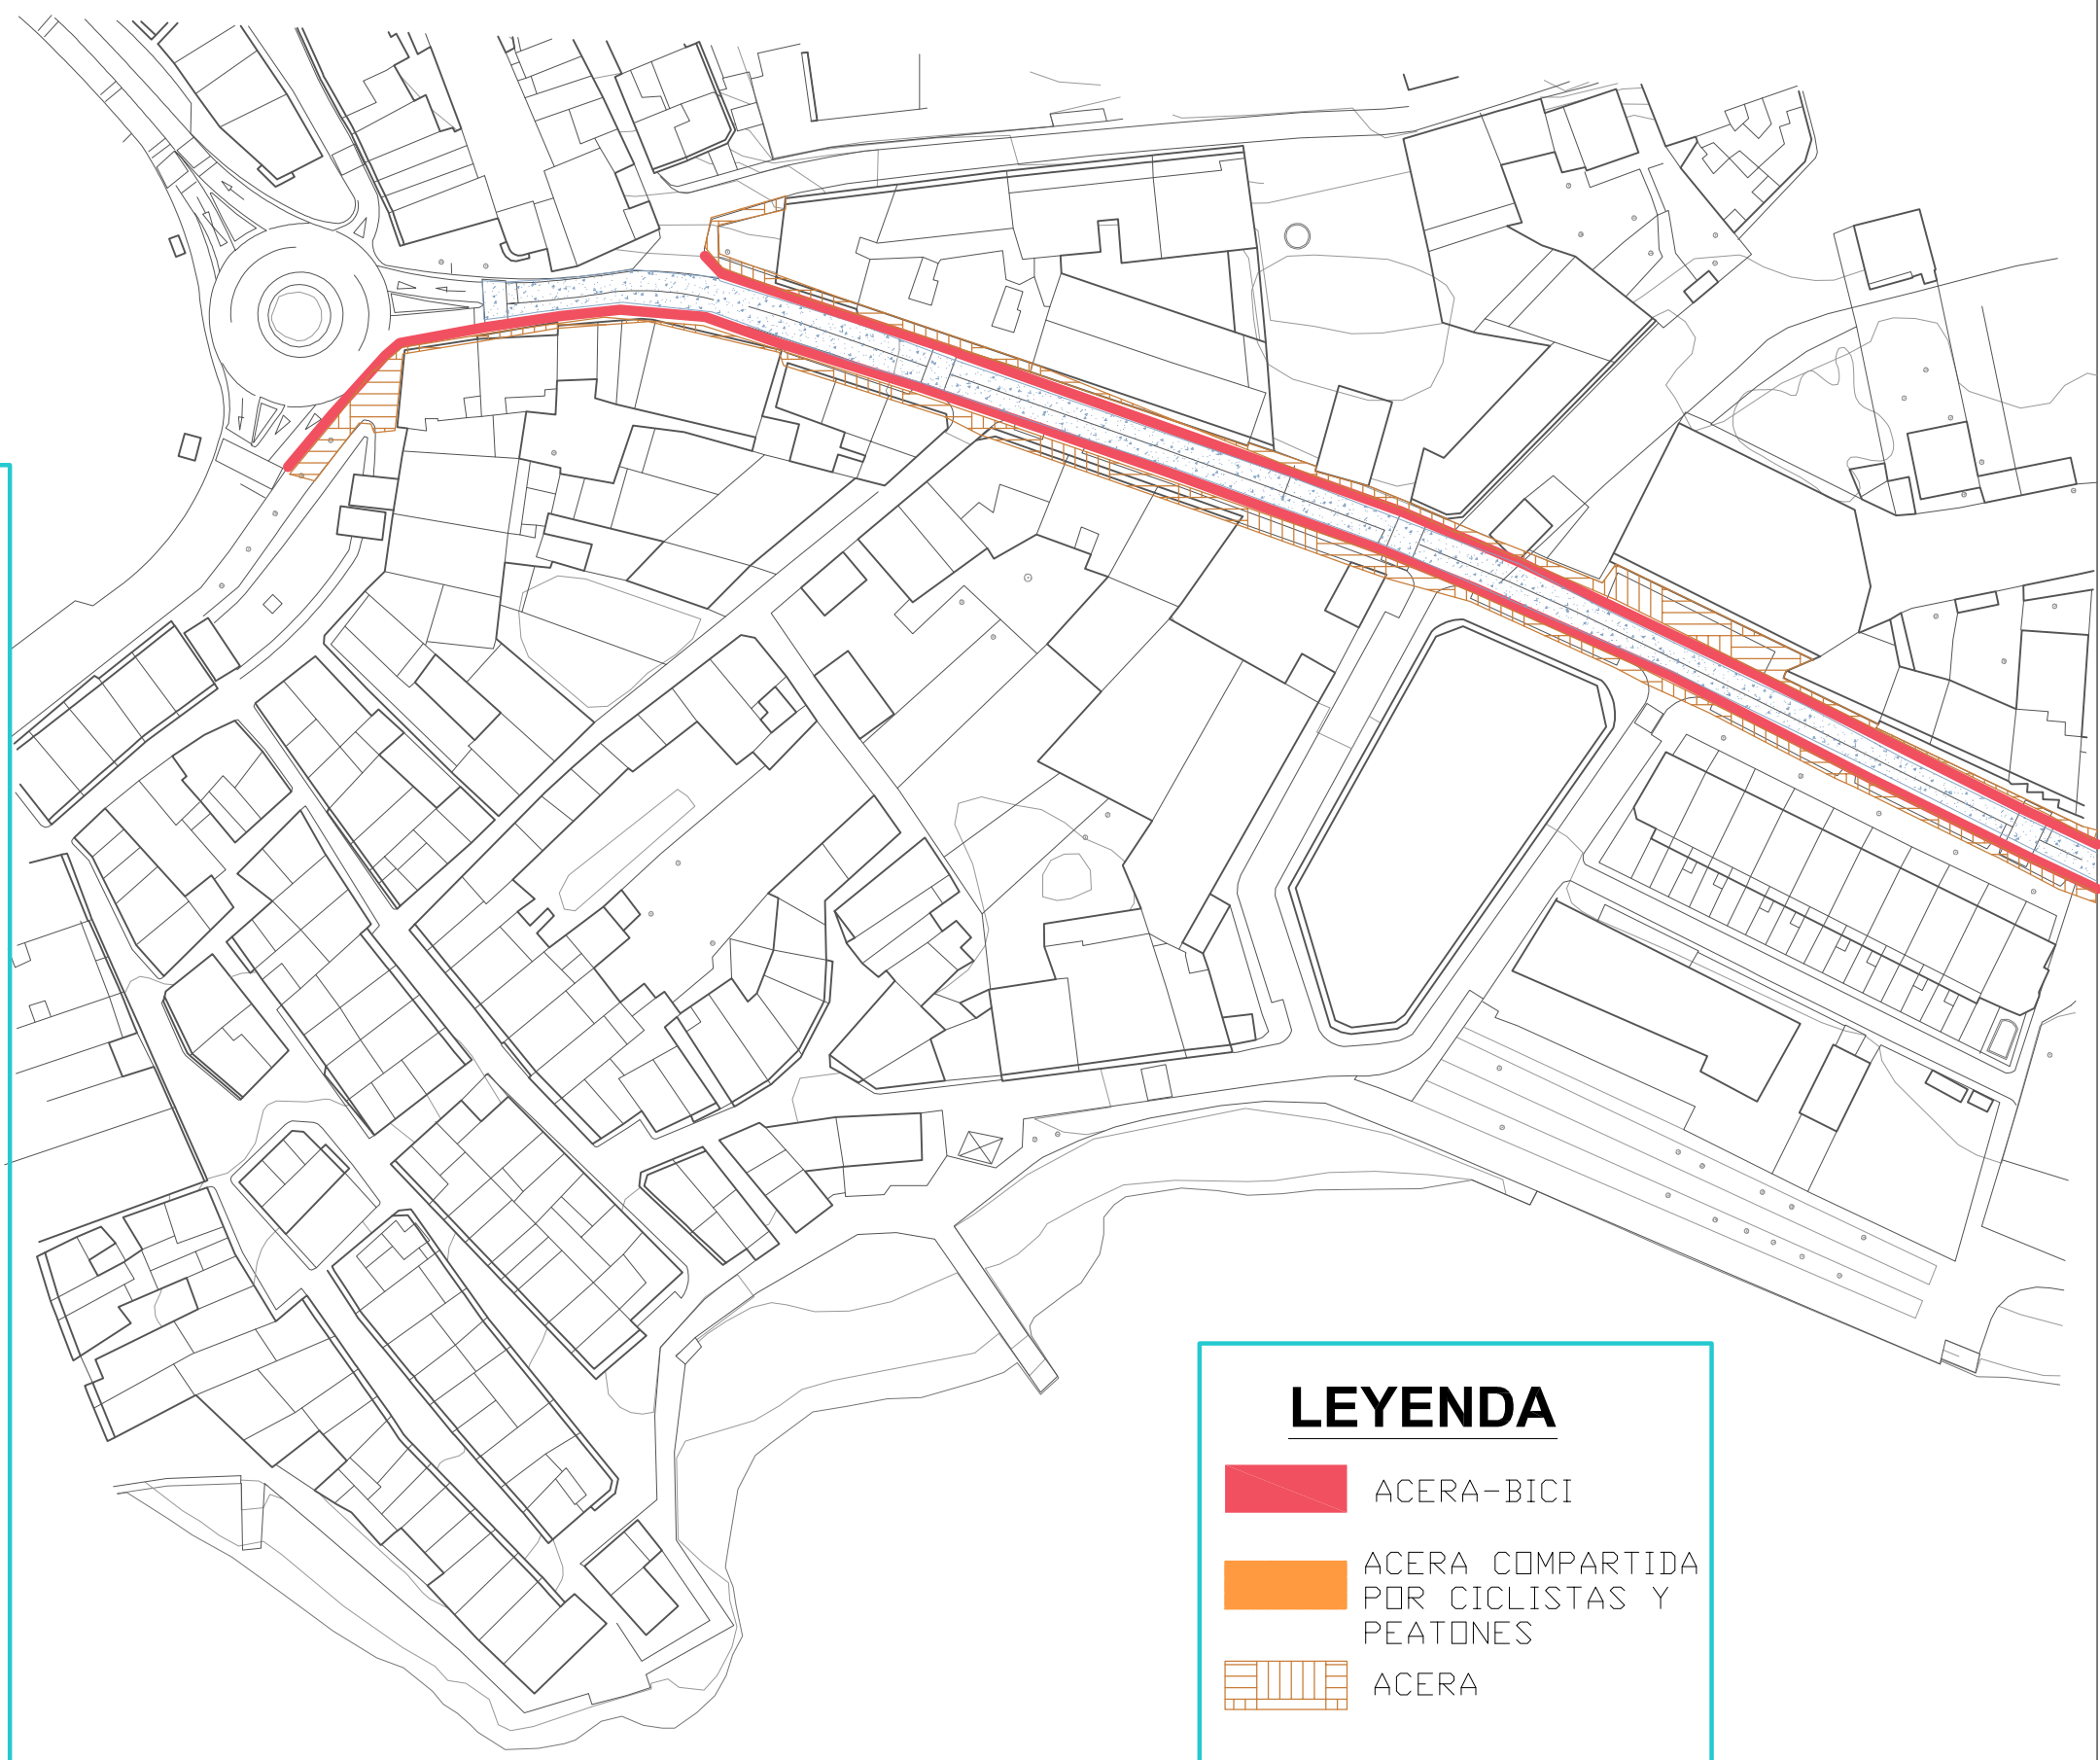 LEYENDA
ACERA-BICI
ACERA COMPARTIDA
POR CICLISTAS Y
PEATONES
ACERA